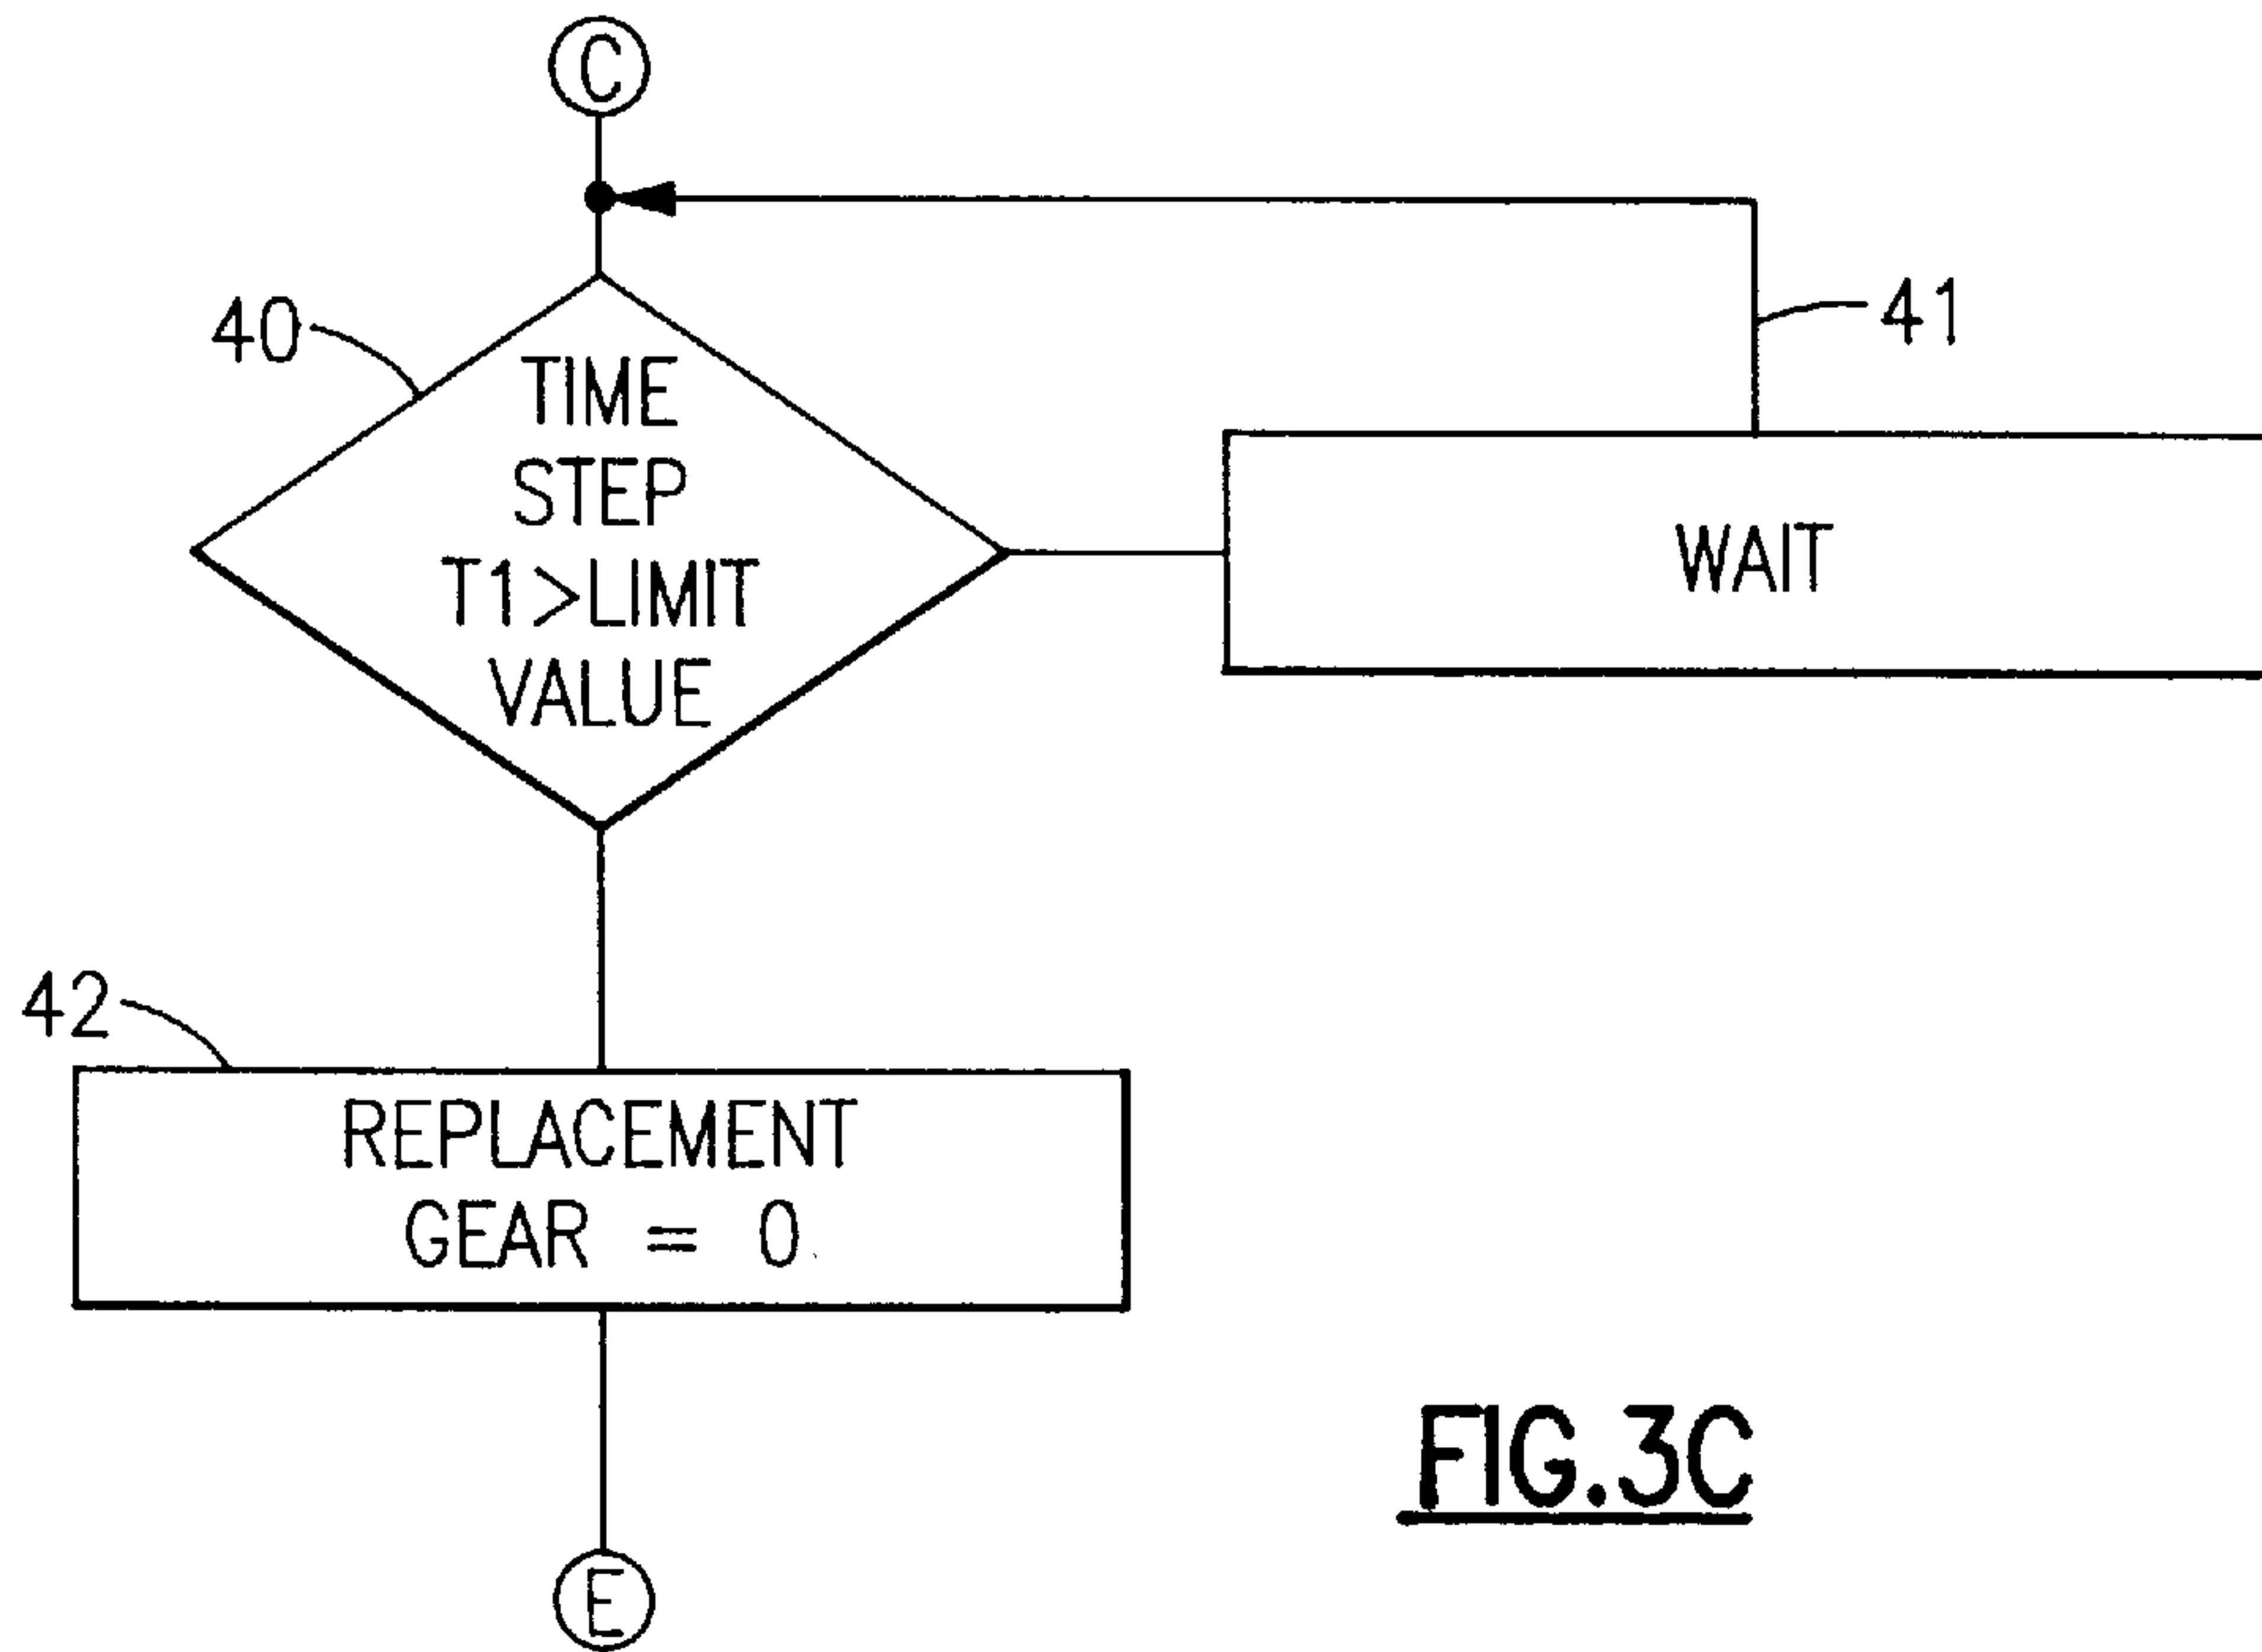 C
40
TIME
STEP
T1>LIMIT
VALUE
41
WAIT
42
REPLACEMENT
GEAR = 0
E
FIG.3C